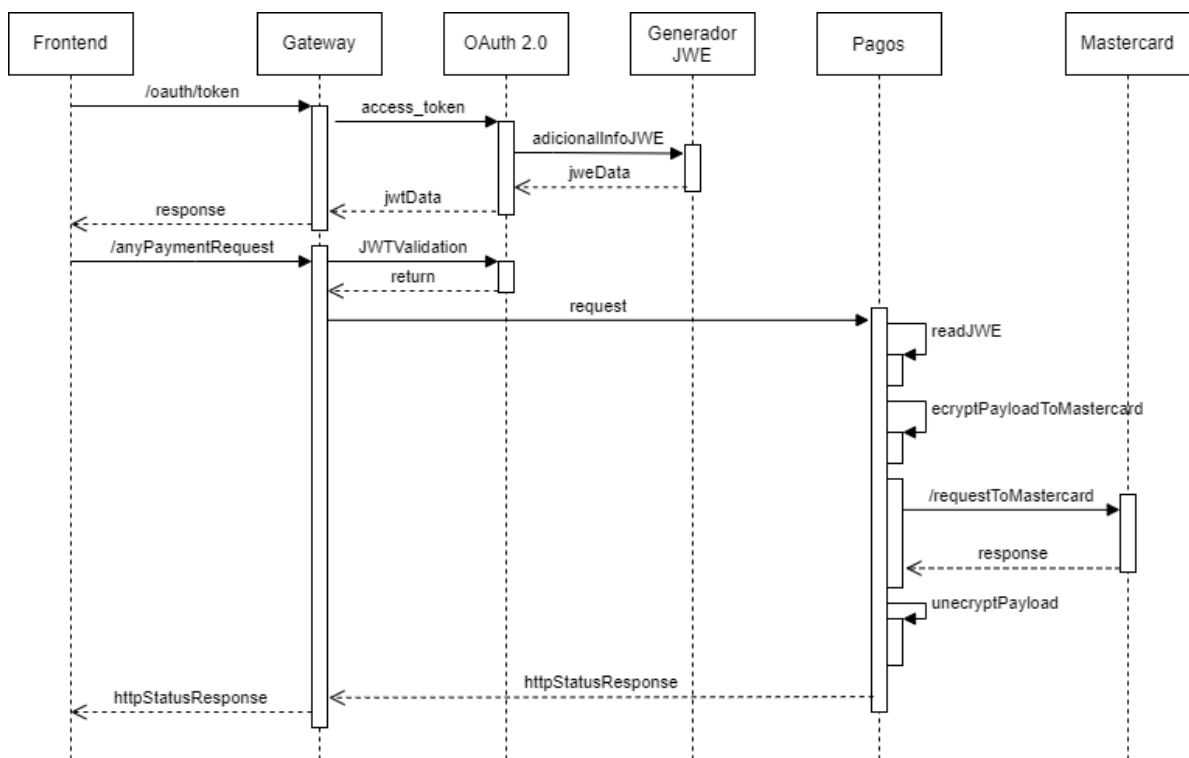 Frontend
Gateway
OAuth 2.0
Generador
JWE
Pagos
Mastercard
/oauth/token
access_token
adicionalInfoJWE
jweData
jwtData
response
/anyPaymentRequest
JWTValidation
return
request
readJWE
ecryptPayloadToMastercard
/requestToMastercard
response
unecryptPayload
httpStatusResponse
httpStatusResponse